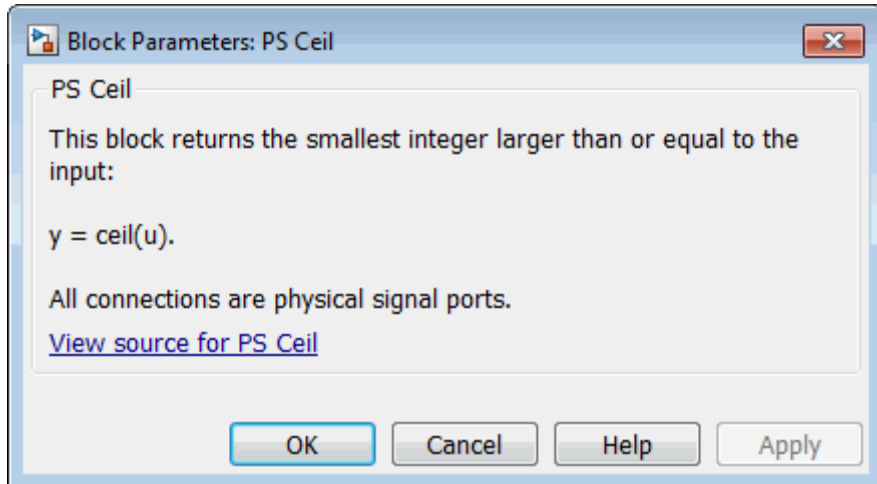 Block Parameters: PS Ceil
PS Ceil
This block returns the smallest integer larger than or equal to the
input:
y = ceil(u).
All connections are physical signal ports.
View source for PS Ceil
OK Cancel Help Apply